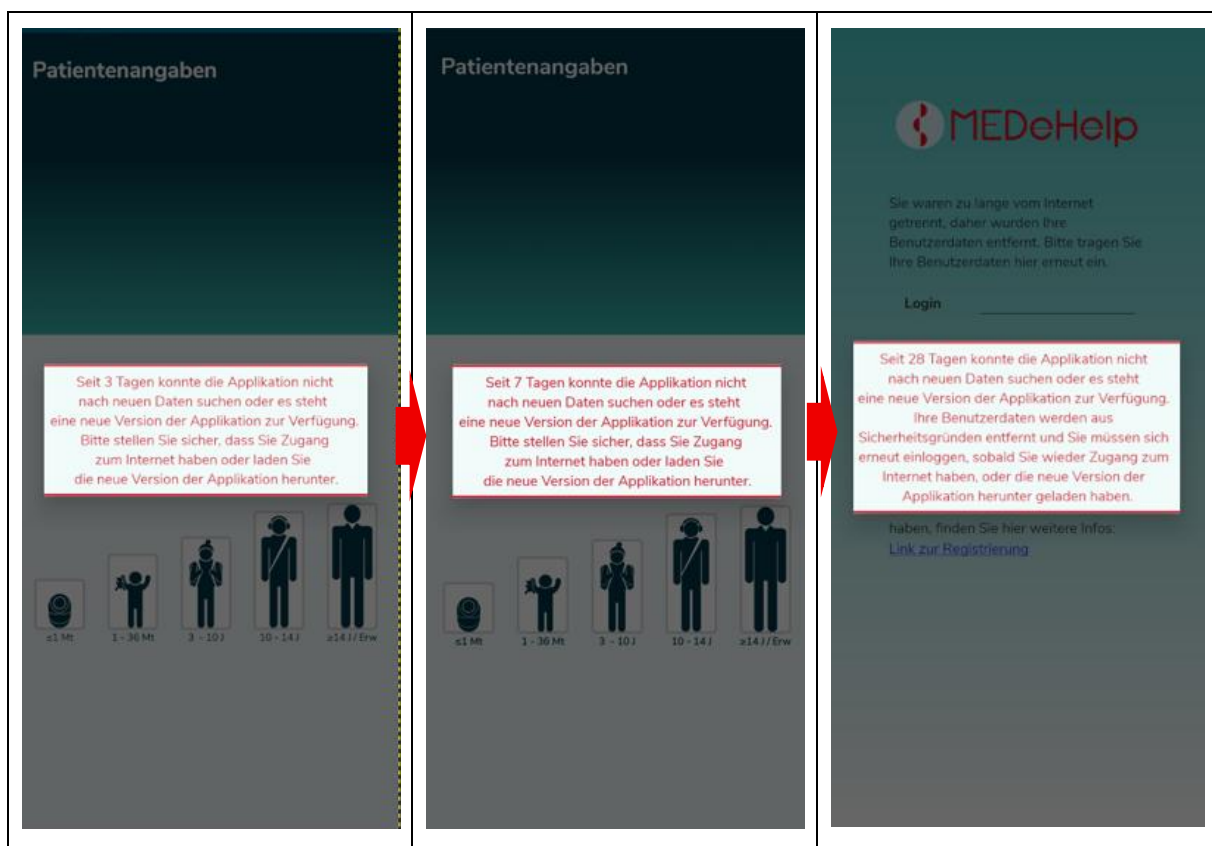 Patientenangaben
Seit 3 Tagen konnte die Applikation nicht
nach neuen Daten suchen oder es steht
eine neue Version der Applikation zur Verfügung.
Bitte stellen Sie sicher, dass Sie Zugang
zum Internet haben oder laden Sie
die neue Version der Applikation herunter.
≤1 Mt
1 - 36 Mt
3 - 10 J
10 - 14 J
≥14 J / Erw
Patientenangaben
Seit 7 Tagen konnte die Applikation nicht
nach neuen Daten suchen oder es steht
eine neue Version der Applikation zur Verfügung.
Bitte stellen Sie sicher, dass Sie Zugang
zum Internet haben oder laden Sie
die neue Version der Applikation herunter.
≤1 Mt
1 - 36 Mt
3 - 10 J
10 - 14 J
≥14 J / Erw
MEDeHelp
Sie waren zu lange vom Internet
getrennt, daher wurden Ihre
Benutzerdaten entfernt. Bitte tragen Sie
Ihre Benutzerdaten hier erneut ein.
Login
Seit 28 Tagen konnte die Applikation nicht
nach neuen Daten suchen oder es steht
eine neue Version der Applikation zur Verfügung.
Ihre Benutzerdaten werden aus
Sicherheitsgründen entfernt und Sie müssen sich
erneut einloggen, sobald Sie wieder Zugang zum
Internet haben, oder die neue Version der
Applikation herunter geladen haben.
haben, finden Sie hier weitere Infos:
Link zur Registrierung